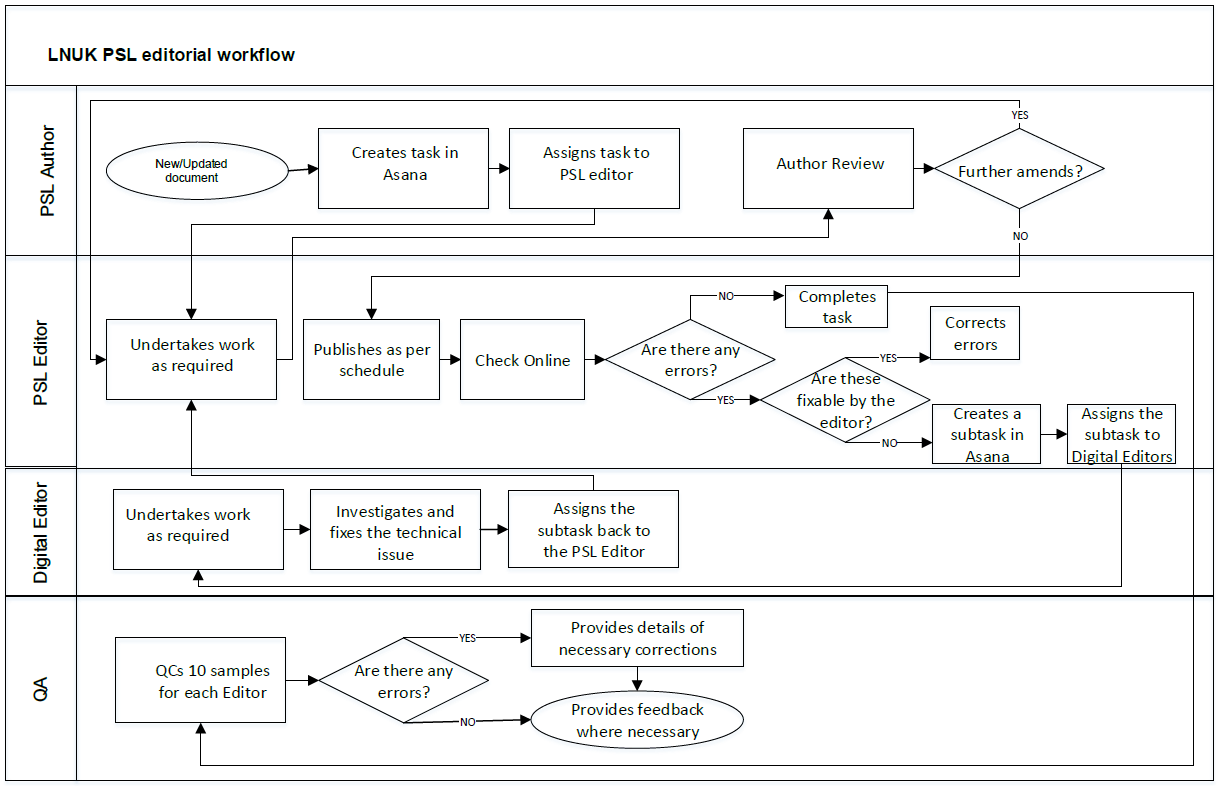 LNUK PSL editorial workflow
PSL Author
New/Updated
document
Creates task in
Asana
Assigns task to
PSL editor
Author Review
YES
Further amends?
NO
PSL Editor
Undertakes work
as required
Publishes as per
schedule
Check Online
Are there any
errors?
NO
Completes
task
YES
Are these
fixable by the
editor?
YES
Corrects
errors
NO
Creates a
subtask in
Asana
Assigns the
subtask to
Digital Editors
Digital Editor
Undertakes work
as required
Investigates and
fixes the technical
issue
Assigns the
subtask back to
the PSL Editor
QA
QCs 10 samples
for each Editor
Are there any
errors?
YES
Provides details of
necessary corrections
NO
Provides feedback
where necessary